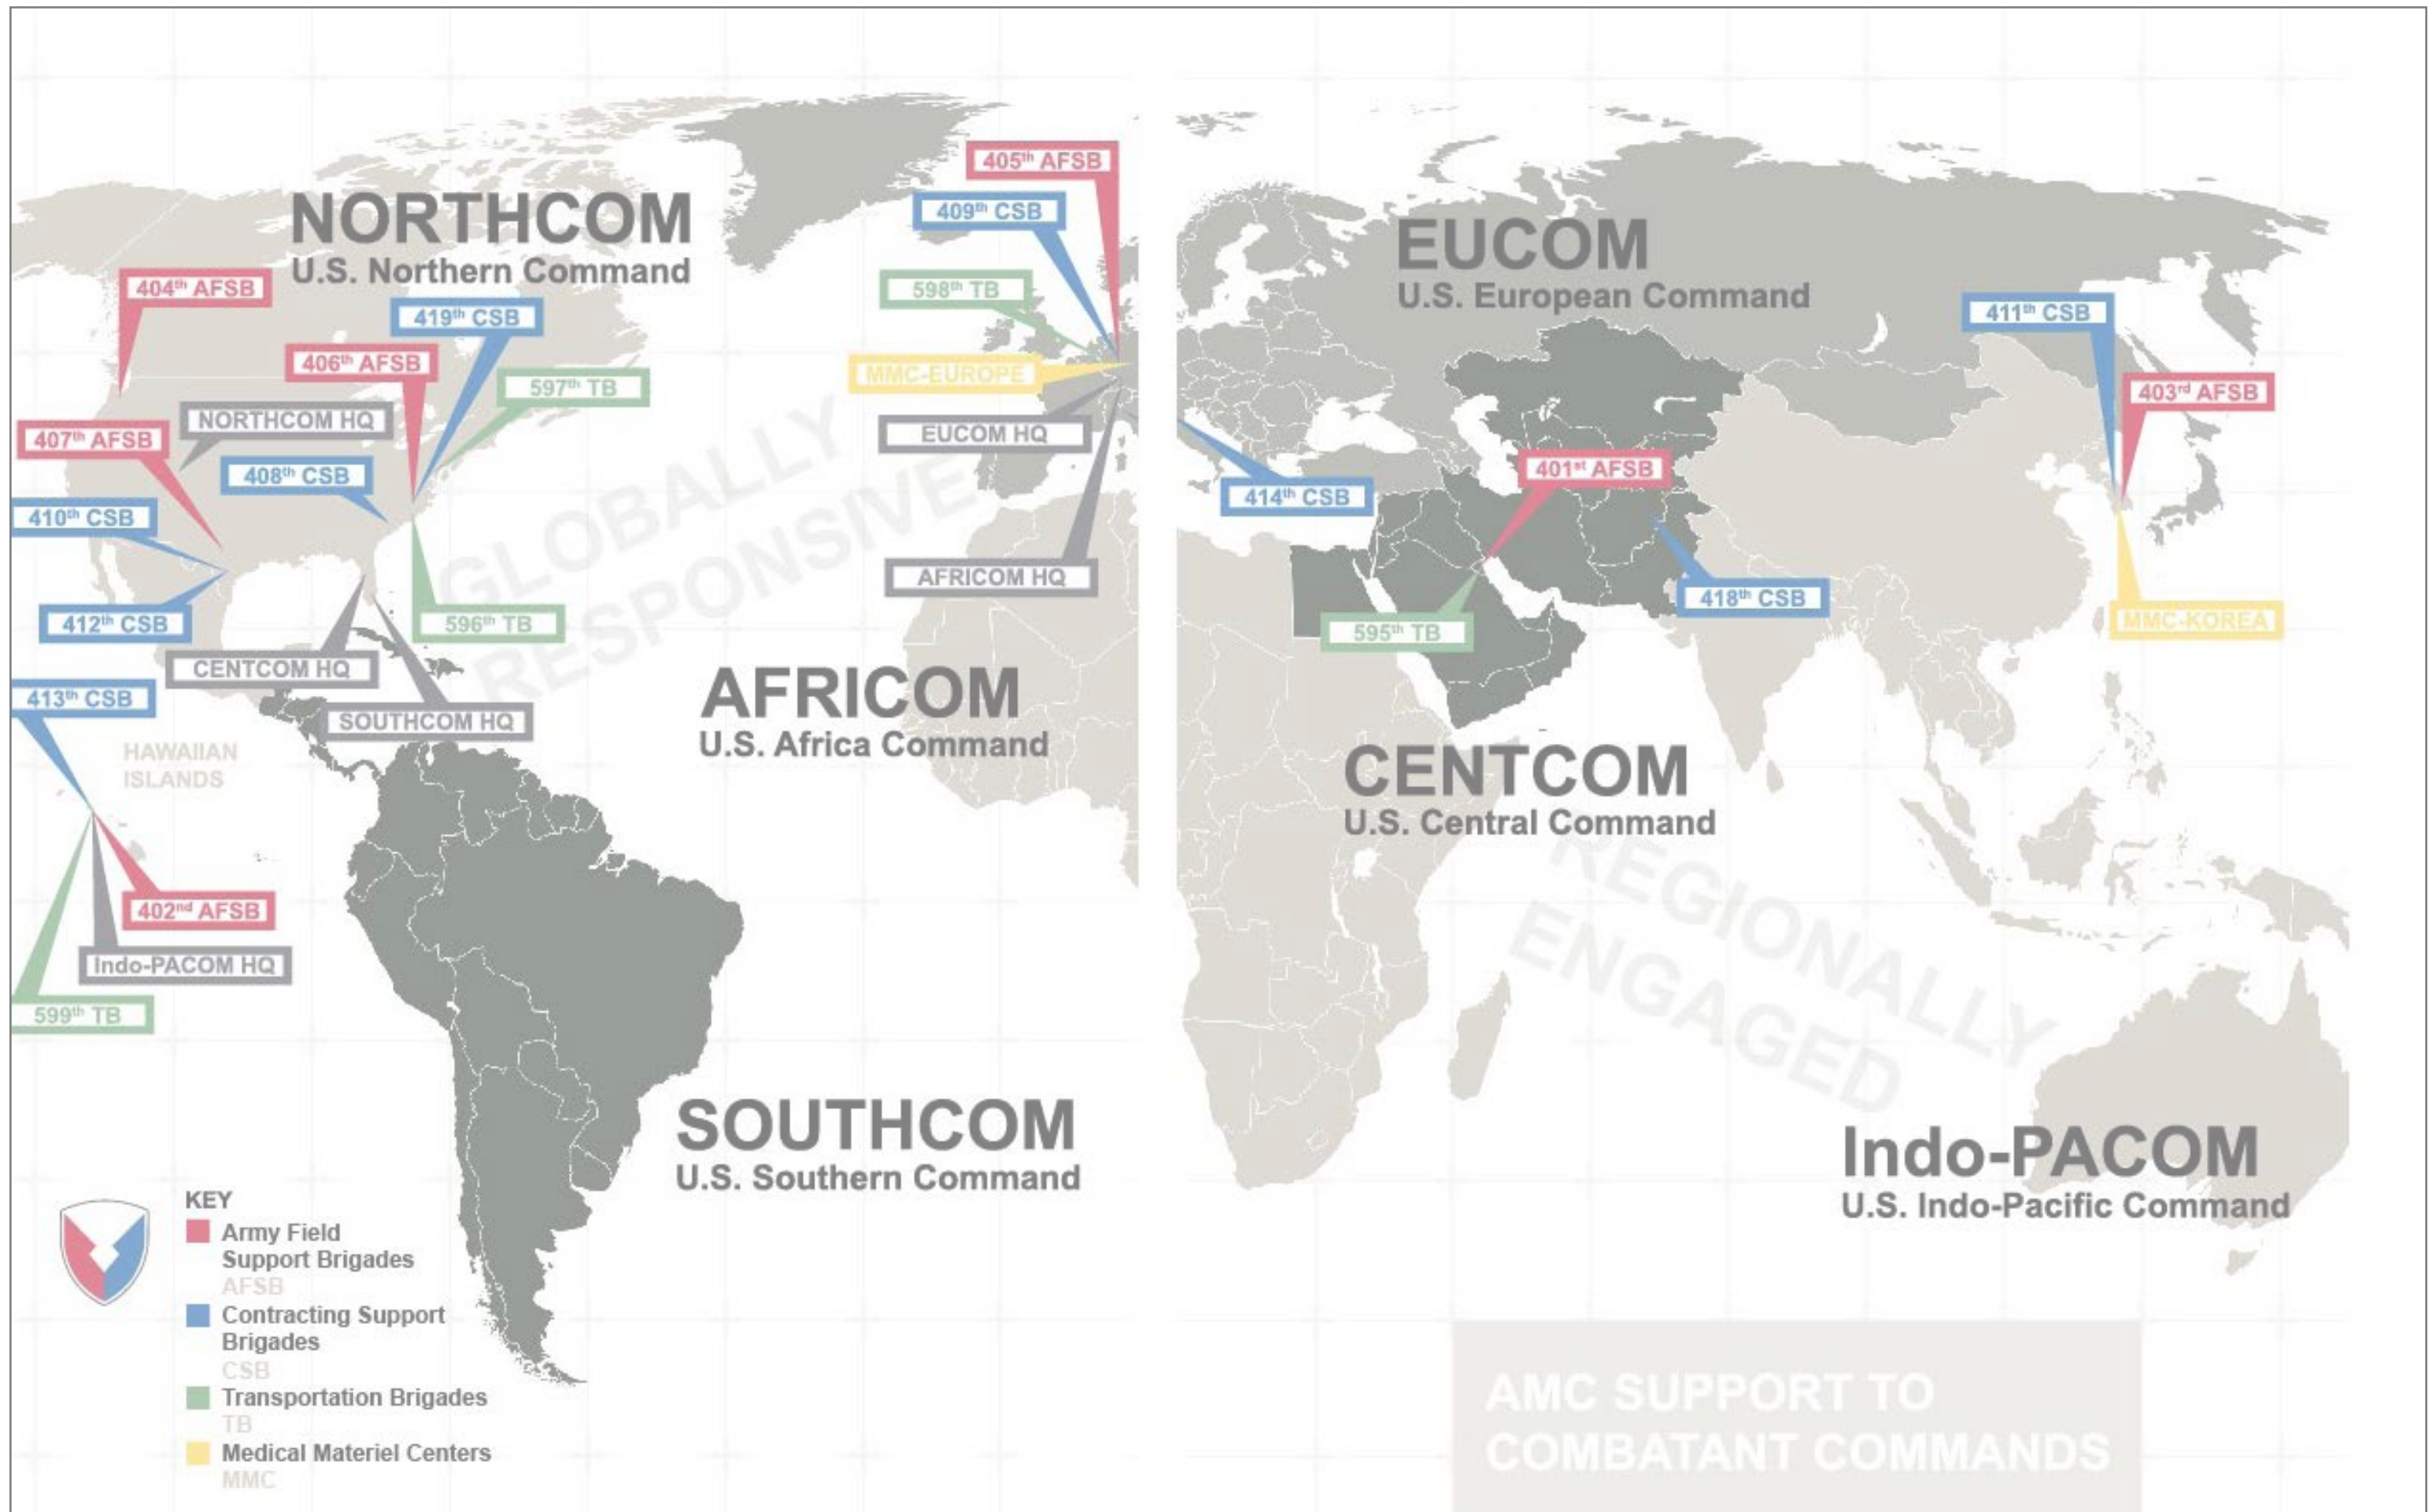 NORTHCOM
U.S. Northern Command
404th AFSB
419th CSB
406th AFSB
597th TB
NORTHCOM HQ
407th AFSB
408th CSB
410th CSB
412th CSB
596th TB
CENTCOM HQ
SOUTHCOM HQ
413th CSB
HAWAIIAN
ISLANDS
402nd AFSB
Indo-PACOM HQ
599th TB
GLOBALLY
RESPONSIVE
405th AFSB
409th CSB
598th TB
MMC-EUROPE
EUCOM HQ
AFRICOM HQ
AFRICOM
U.S. Africa Command
SOUTHCOM
U.S. Southern Command
KEY
Army Field
Support Brigades
AFSB
Contracting Support
Brigades
CSB
Transportation Brigades
TB
Medical Materiel Centers
MMC
EUCOM
U.S. European Command
411th CSB
403rd AFSB
401st AFSB
414th CSB
418th CSB
595th TB
MMC-KOREA
CENTCOM
U.S. Central Command
REGIONALLY
ENGAGED
Indo-PACOM
U.S. Indo-Pacific Command
AMC SUPPORT TO
COMBATANT COMMANDS